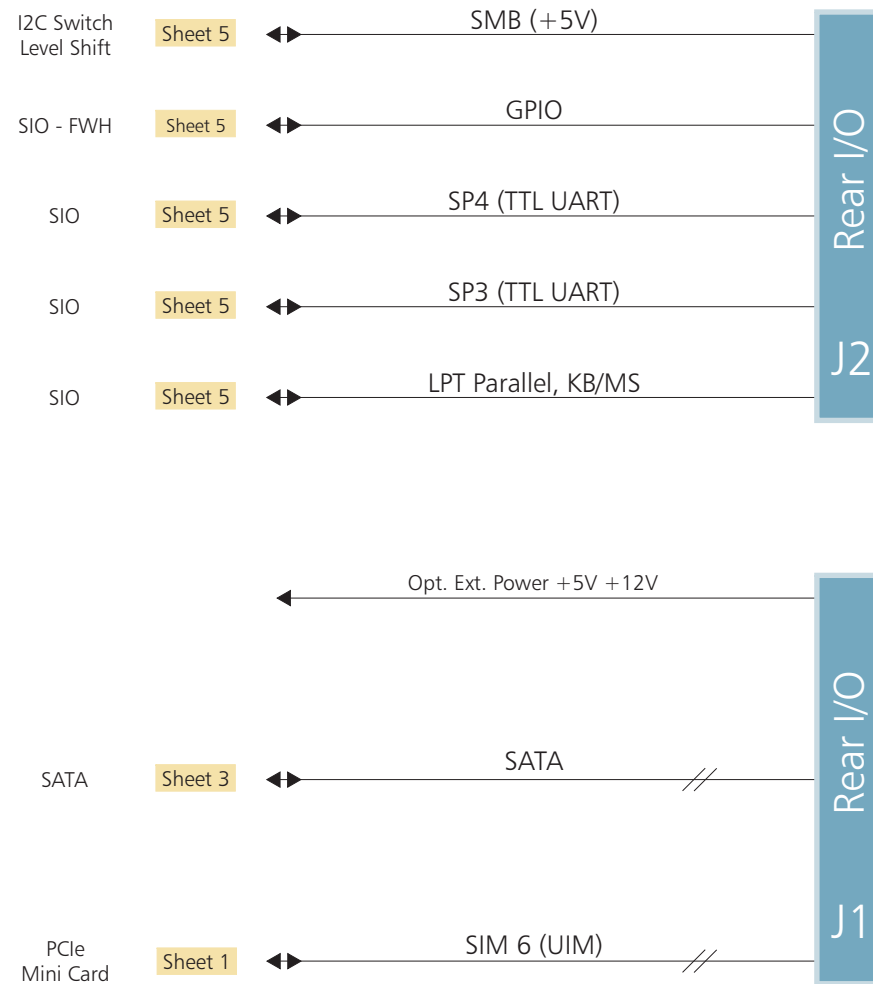 I2C Switch
Level Shift
Sheet 5
SMB (+5V)
SIO - FWH
Sheet 5
GPIO
SIO
Sheet 5
SP4 (TTL UART)
SIO
Sheet 5
SP3 (TTL UART)
SIO
Sheet 5
LPT Parallel, KB/MS
Rear I/O
J2
Opt. Ext. Power +5V +12V
SATA
Sheet 3
SATA
PCIe
Mini Card
Sheet 1
SIM 6 (UIM)
Rear I/O
J1